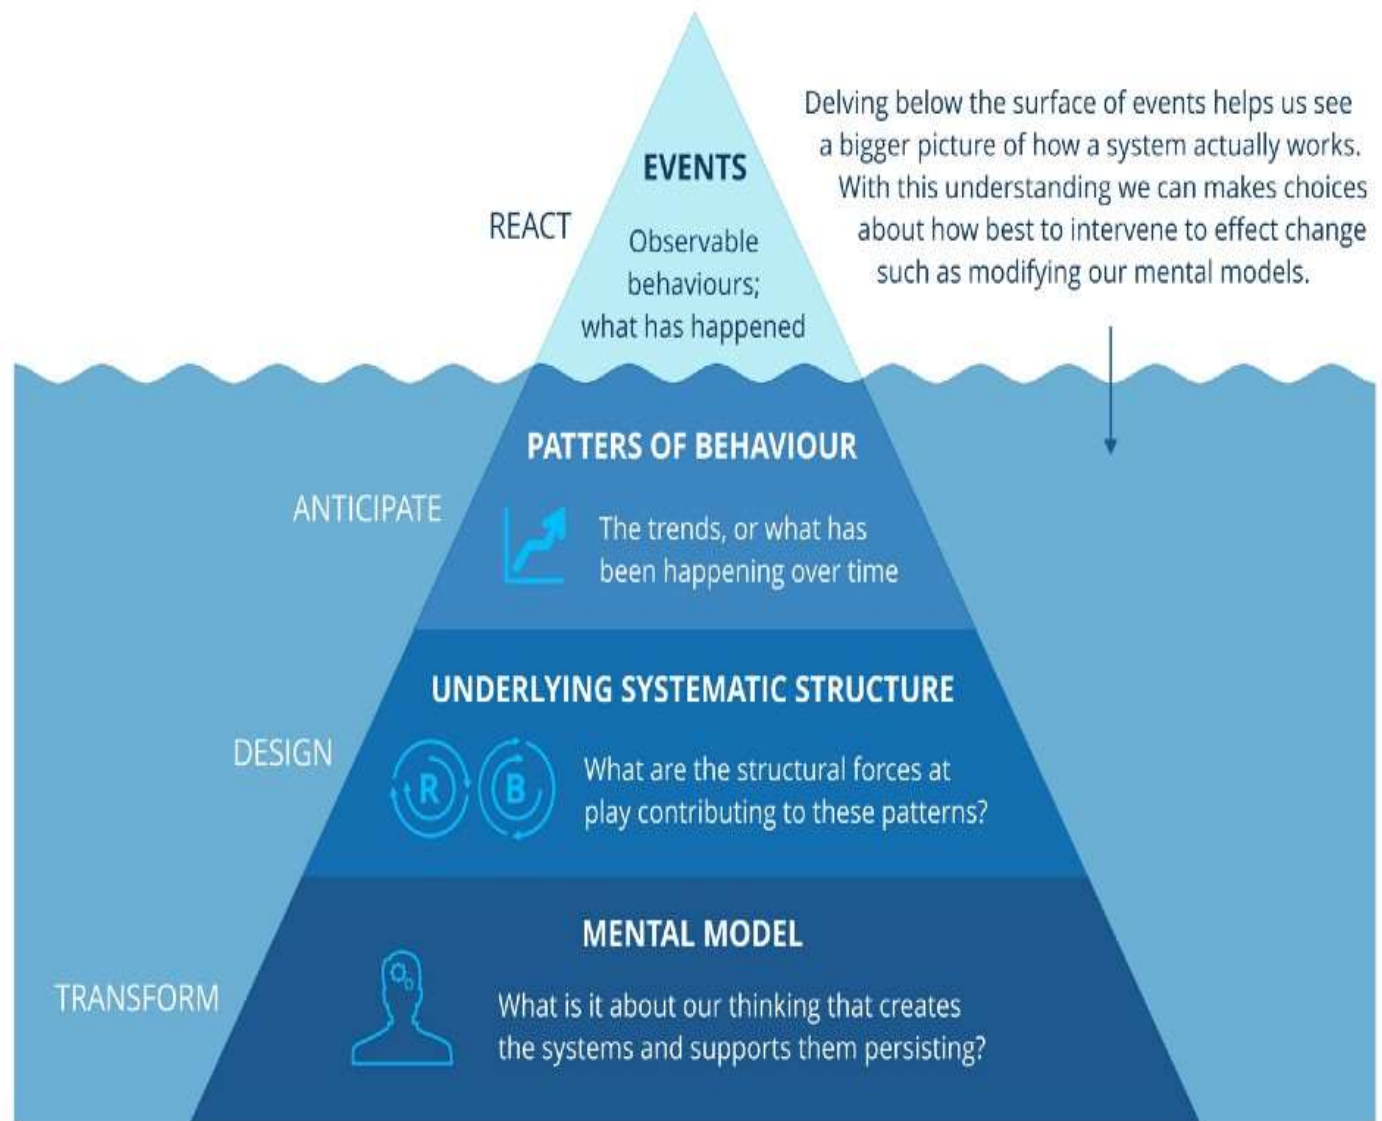 Delving below the surface of events helps us see
a bigger picture of how a system actually works.
With this understanding we can makes choices
about how best to intervene to effect change
such as modifying our mental models.
EVENTS
REACT
Observable
behaviours;
what has happened
PATTERS OF BEHAVIOUR
ANTICIPATE
The trends, or what has
been happening over time
UNDERLYING SYSTEMATIC STRUCTURE
DESIGN
R B
What are the structural forces at
play contributing to these patterns?
MENTAL MODEL
TRANSFORM
What is it about our thinking that creates
the systems and supports them persisting?